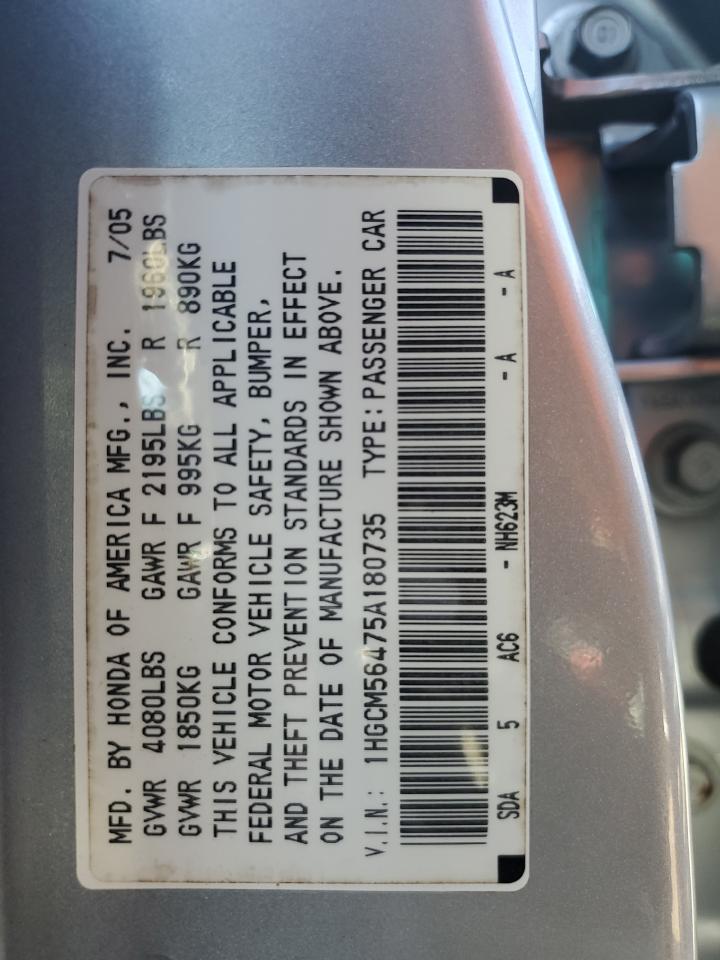 MFD. BY HONDA OF AMERICA MFG., INC. 7/05
GVWR 4080LBS GAWR F 2195LBS R 1960LBS
GVWR 1850KG GAWR F 995KG R 890KG
THIS VEHICLE CONFORMS TO ALL APPLICABLE
FEDERAL MOTOR VEHICLE SAFETY, BUMPER,
AND THEFT PREVENTION STANDARDS IN EFFECT
ON THE DATE OF MANUFACTURE SHOWN ABOVE.
V.I.N.: 1HGCM56475A180735 TYPE:PASSENGER CAR
SDA 5 AC6 - NH623M - A - A